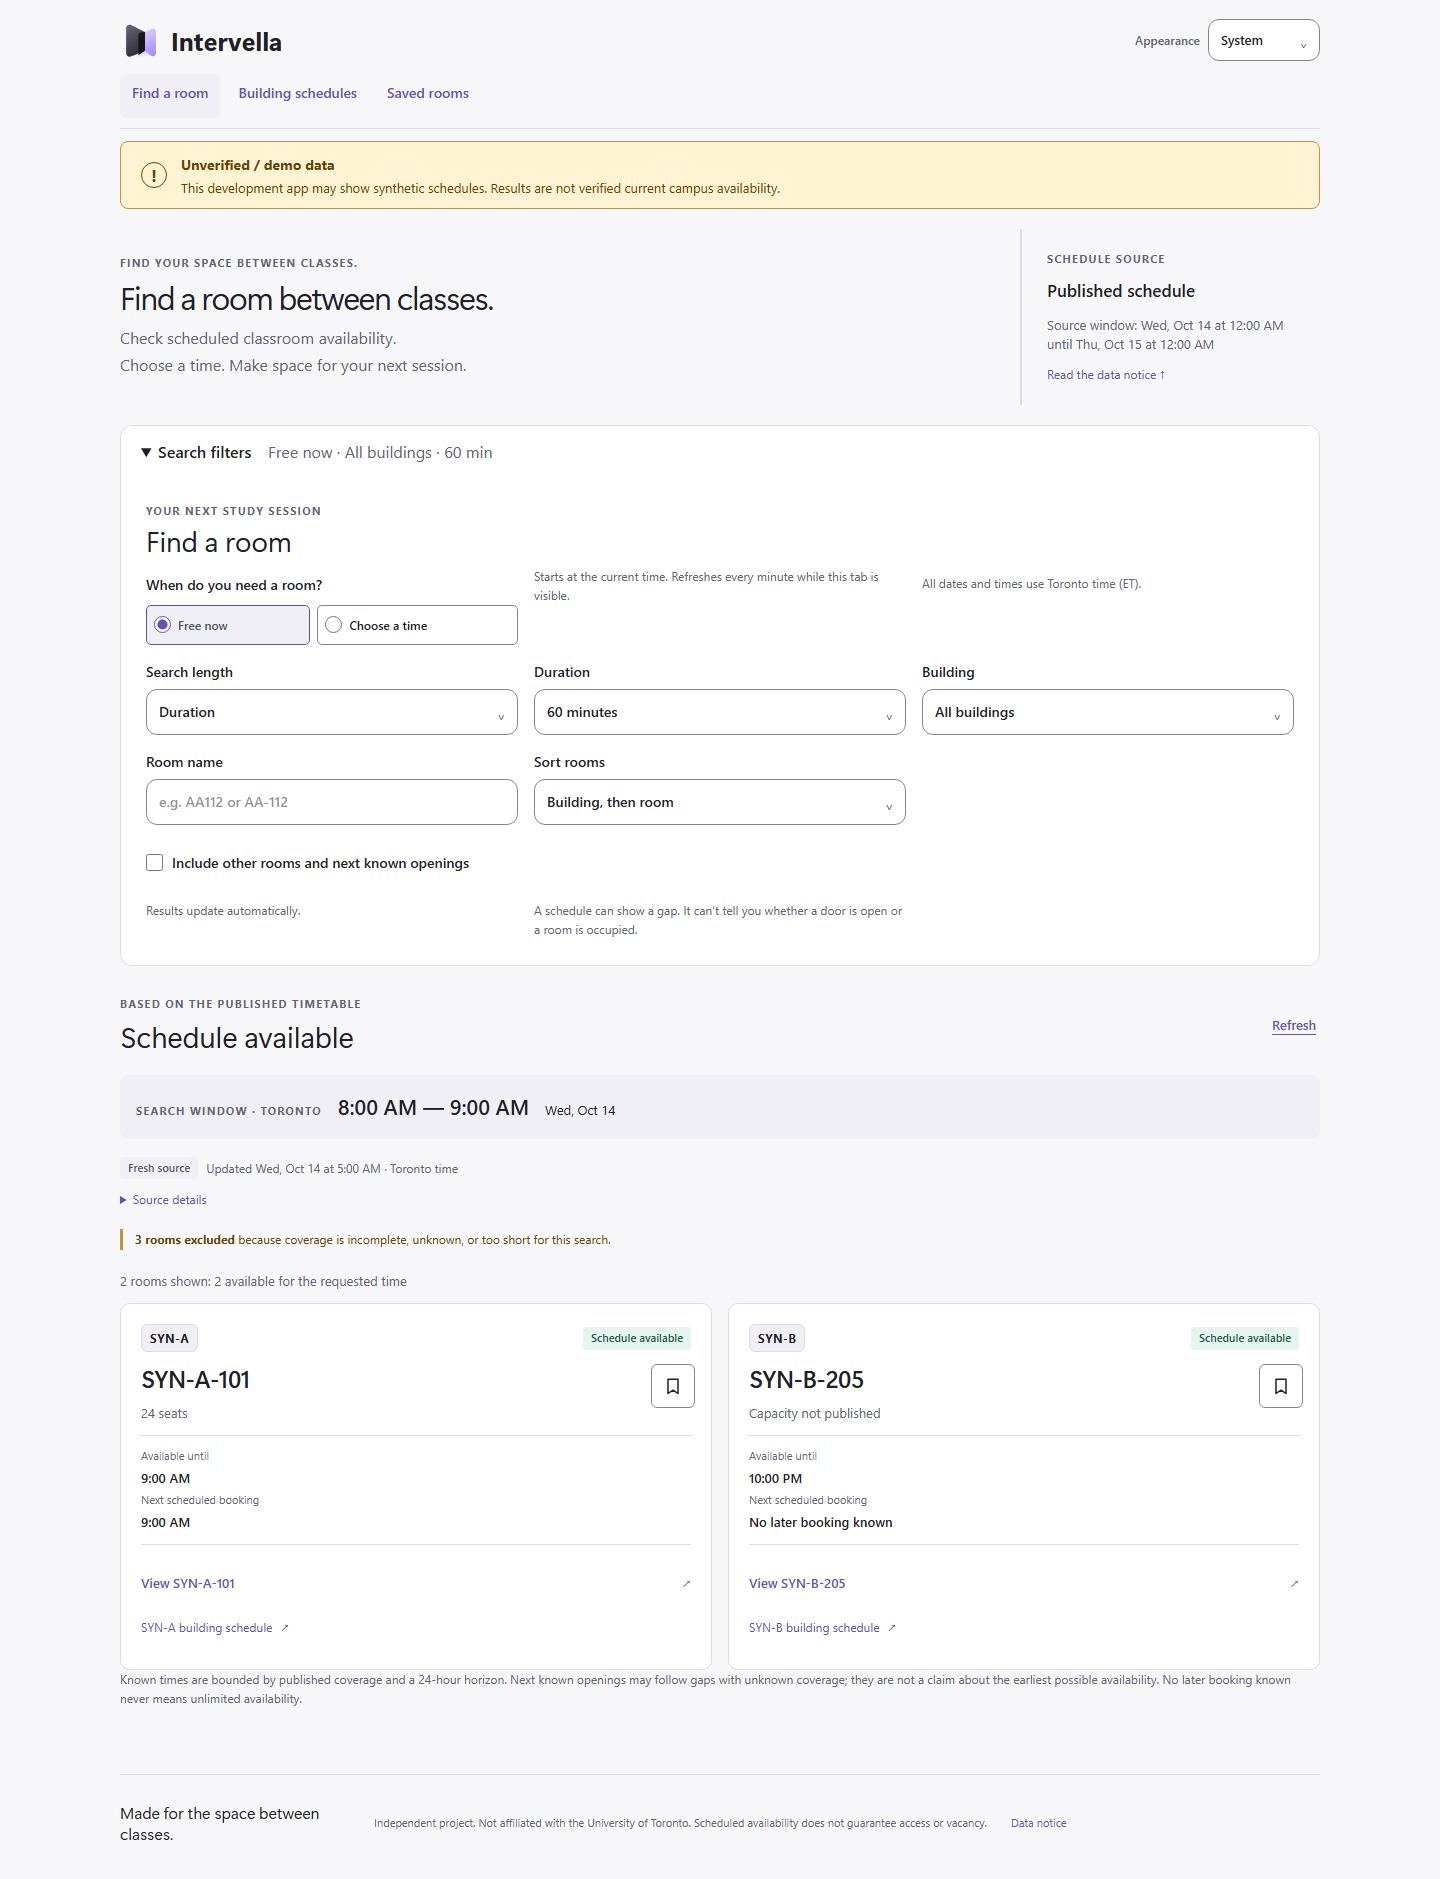 Intervella
Appearance
System
Find a room
Building schedules
Saved rooms
!
Unverified / demo data
This development app may show synthetic schedules. Results are not verified current campus availability.
FIND YOUR SPACE BETWEEN CLASSES.
Find a room between classes.
Check scheduled classroom availability.
Choose a time. Make space for your next session.
SCHEDULE SOURCE
Published schedule
Source window: Wed, Oct 14 at 12:00 AM
until Thu, Oct 15 at 12:00 AM
Read the data notice ↑
▼ Search filters Free now · All buildings · 60 min
YOUR NEXT STUDY SESSION
Find a room
When do you need a room?
Free now
Choose a time
Starts at the current time. Refreshes every minute while this tab is
visible.
All dates and times use Toronto time (ET).
Search length
Duration
Duration
60 minutes
Building
All buildings
Room name
e.g. AA112 or AA-112
Sort rooms
Building, then room
Include other rooms and next known openings
Results update automatically.
A schedule can show a gap. It can't tell you whether a door is open or
a room is occupied.
BASED ON THE PUBLISHED TIMETABLE
Schedule available
Refresh
SEARCH WINDOW · TORONTO 8:00 AM — 9:00 AM Wed, Oct 14
Fresh source Updated Wed, Oct 14 at 5:00 AM · Toronto time
▶ Source details
3 rooms excluded because coverage is incomplete, unknown, or too short for this search.
2 rooms shown: 2 available for the requested time
SYN-A
Schedule available
SYN-A-101
24 seats
Available until
9:00 AM
Next scheduled booking
9:00 AM
View SYN-A-101 ↗
SYN-A building schedule ↗
SYN-B
Schedule available
SYN-B-205
Capacity not published
Available until
10:00 PM
Next scheduled booking
No later booking known
View SYN-B-205 ↗
SYN-B building schedule ↗
Known times are bounded by published coverage and a 24-hour horizon. Next known openings may follow gaps with unknown coverage; they are not a claim about the earliest possible availability. No later booking known
never means unlimited availability.
Made for the space between
classes.
Independent project. Not affiliated with the University of Toronto. Scheduled availability does not guarantee access or vacancy.
Data notice